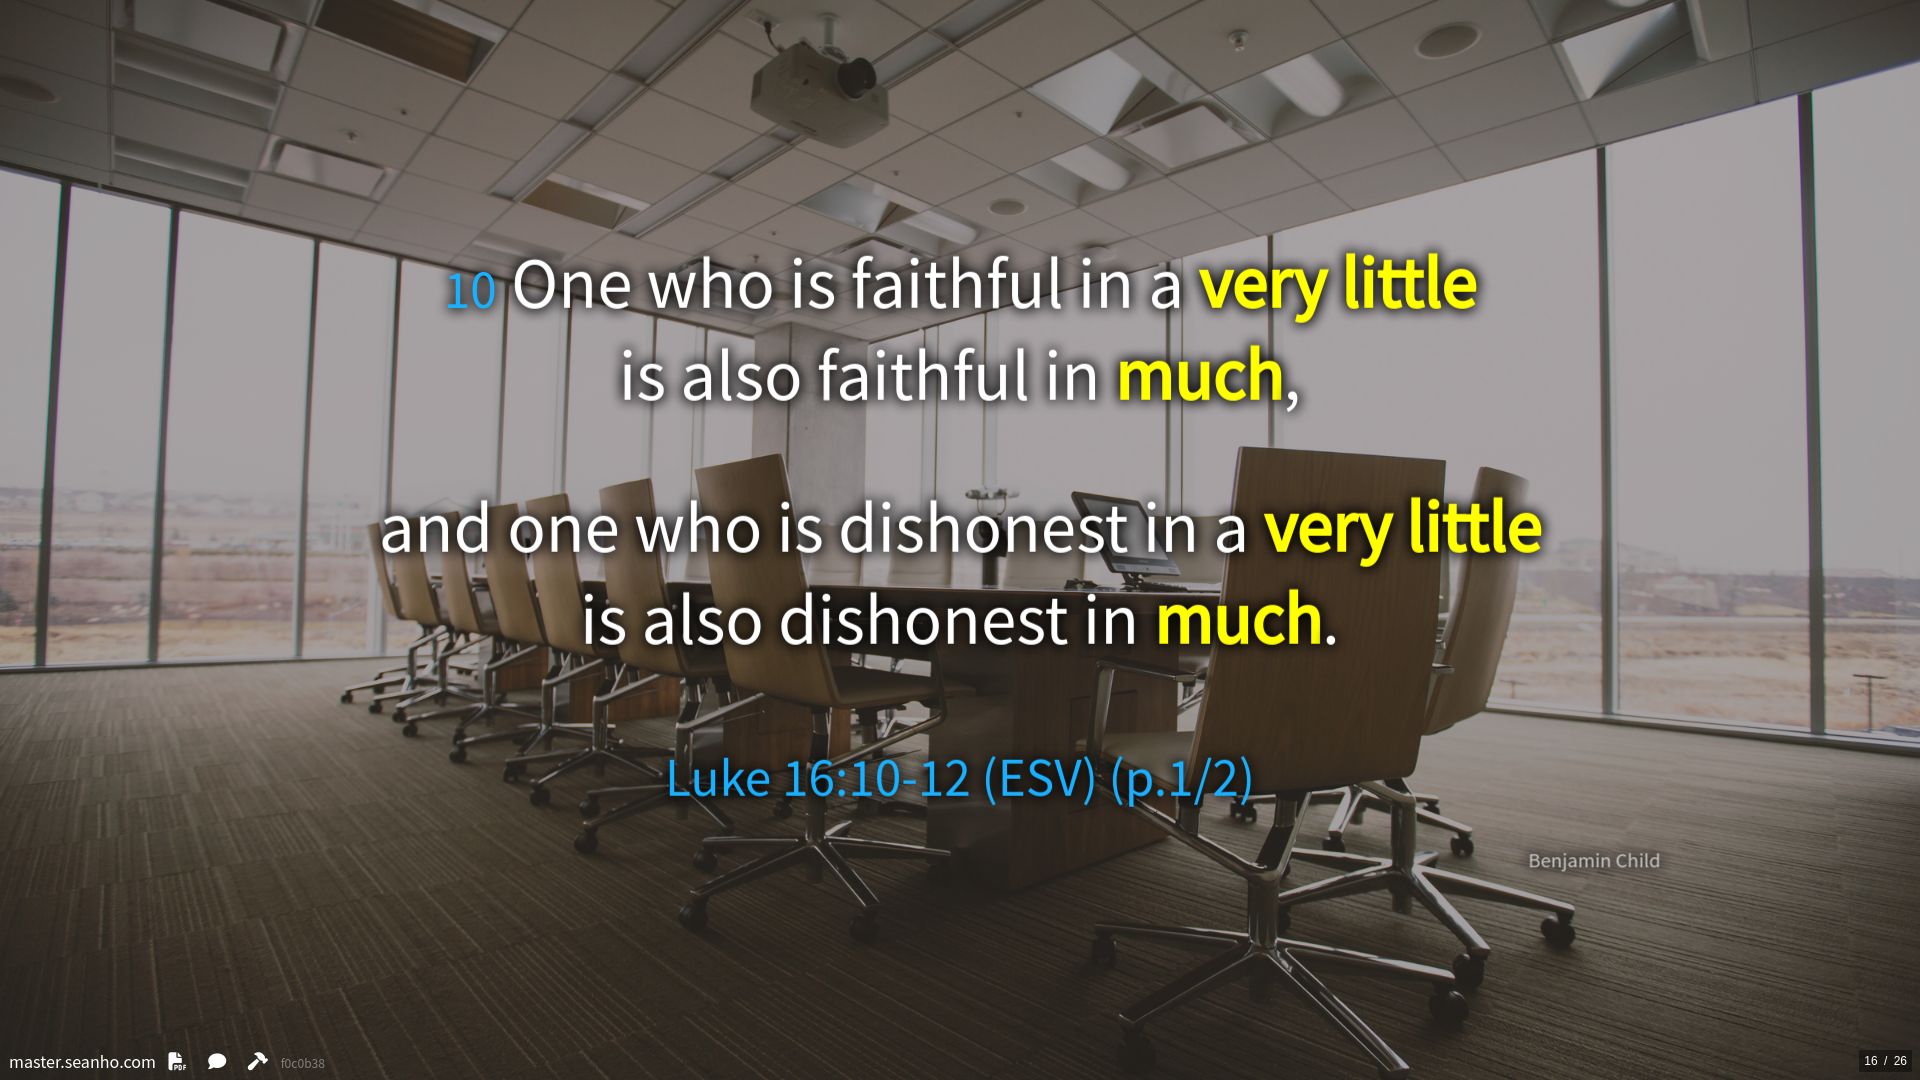 10 One who is faithful in a very little
is also faithful in much,
and one who is dishonest in a very little
is also dishonest in much.
Luke 16:10-12 (ESV) (p.1/2)
Benjamin Child
master.seanho.com PDF f0c0b38
16 / 26